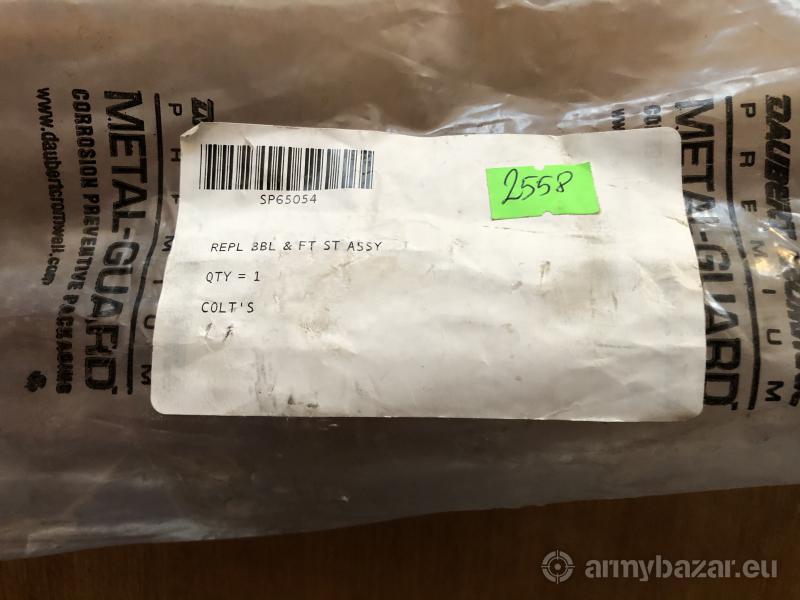 SP65054
2558
REPL BBL & FT ST ASSY
QTY = 1
COLT'S
METAL-GUARD
CORROSION PREVENTIVE PACKAGING
www.daubertcromwell.com
DAUBERT
PREMIUM
METAL-GUARD
armybazar.eu